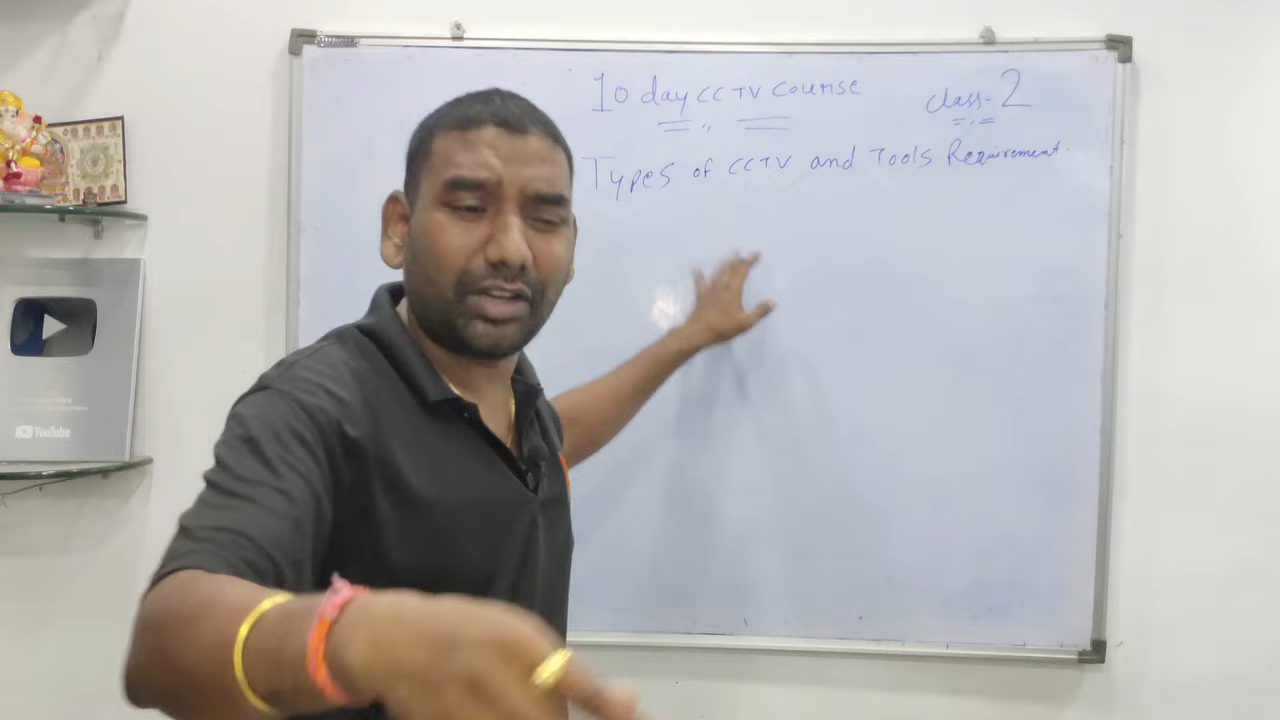 10 day CCTV Course
Class-2
Types of CCTV and Tools Requirement.
YouTube